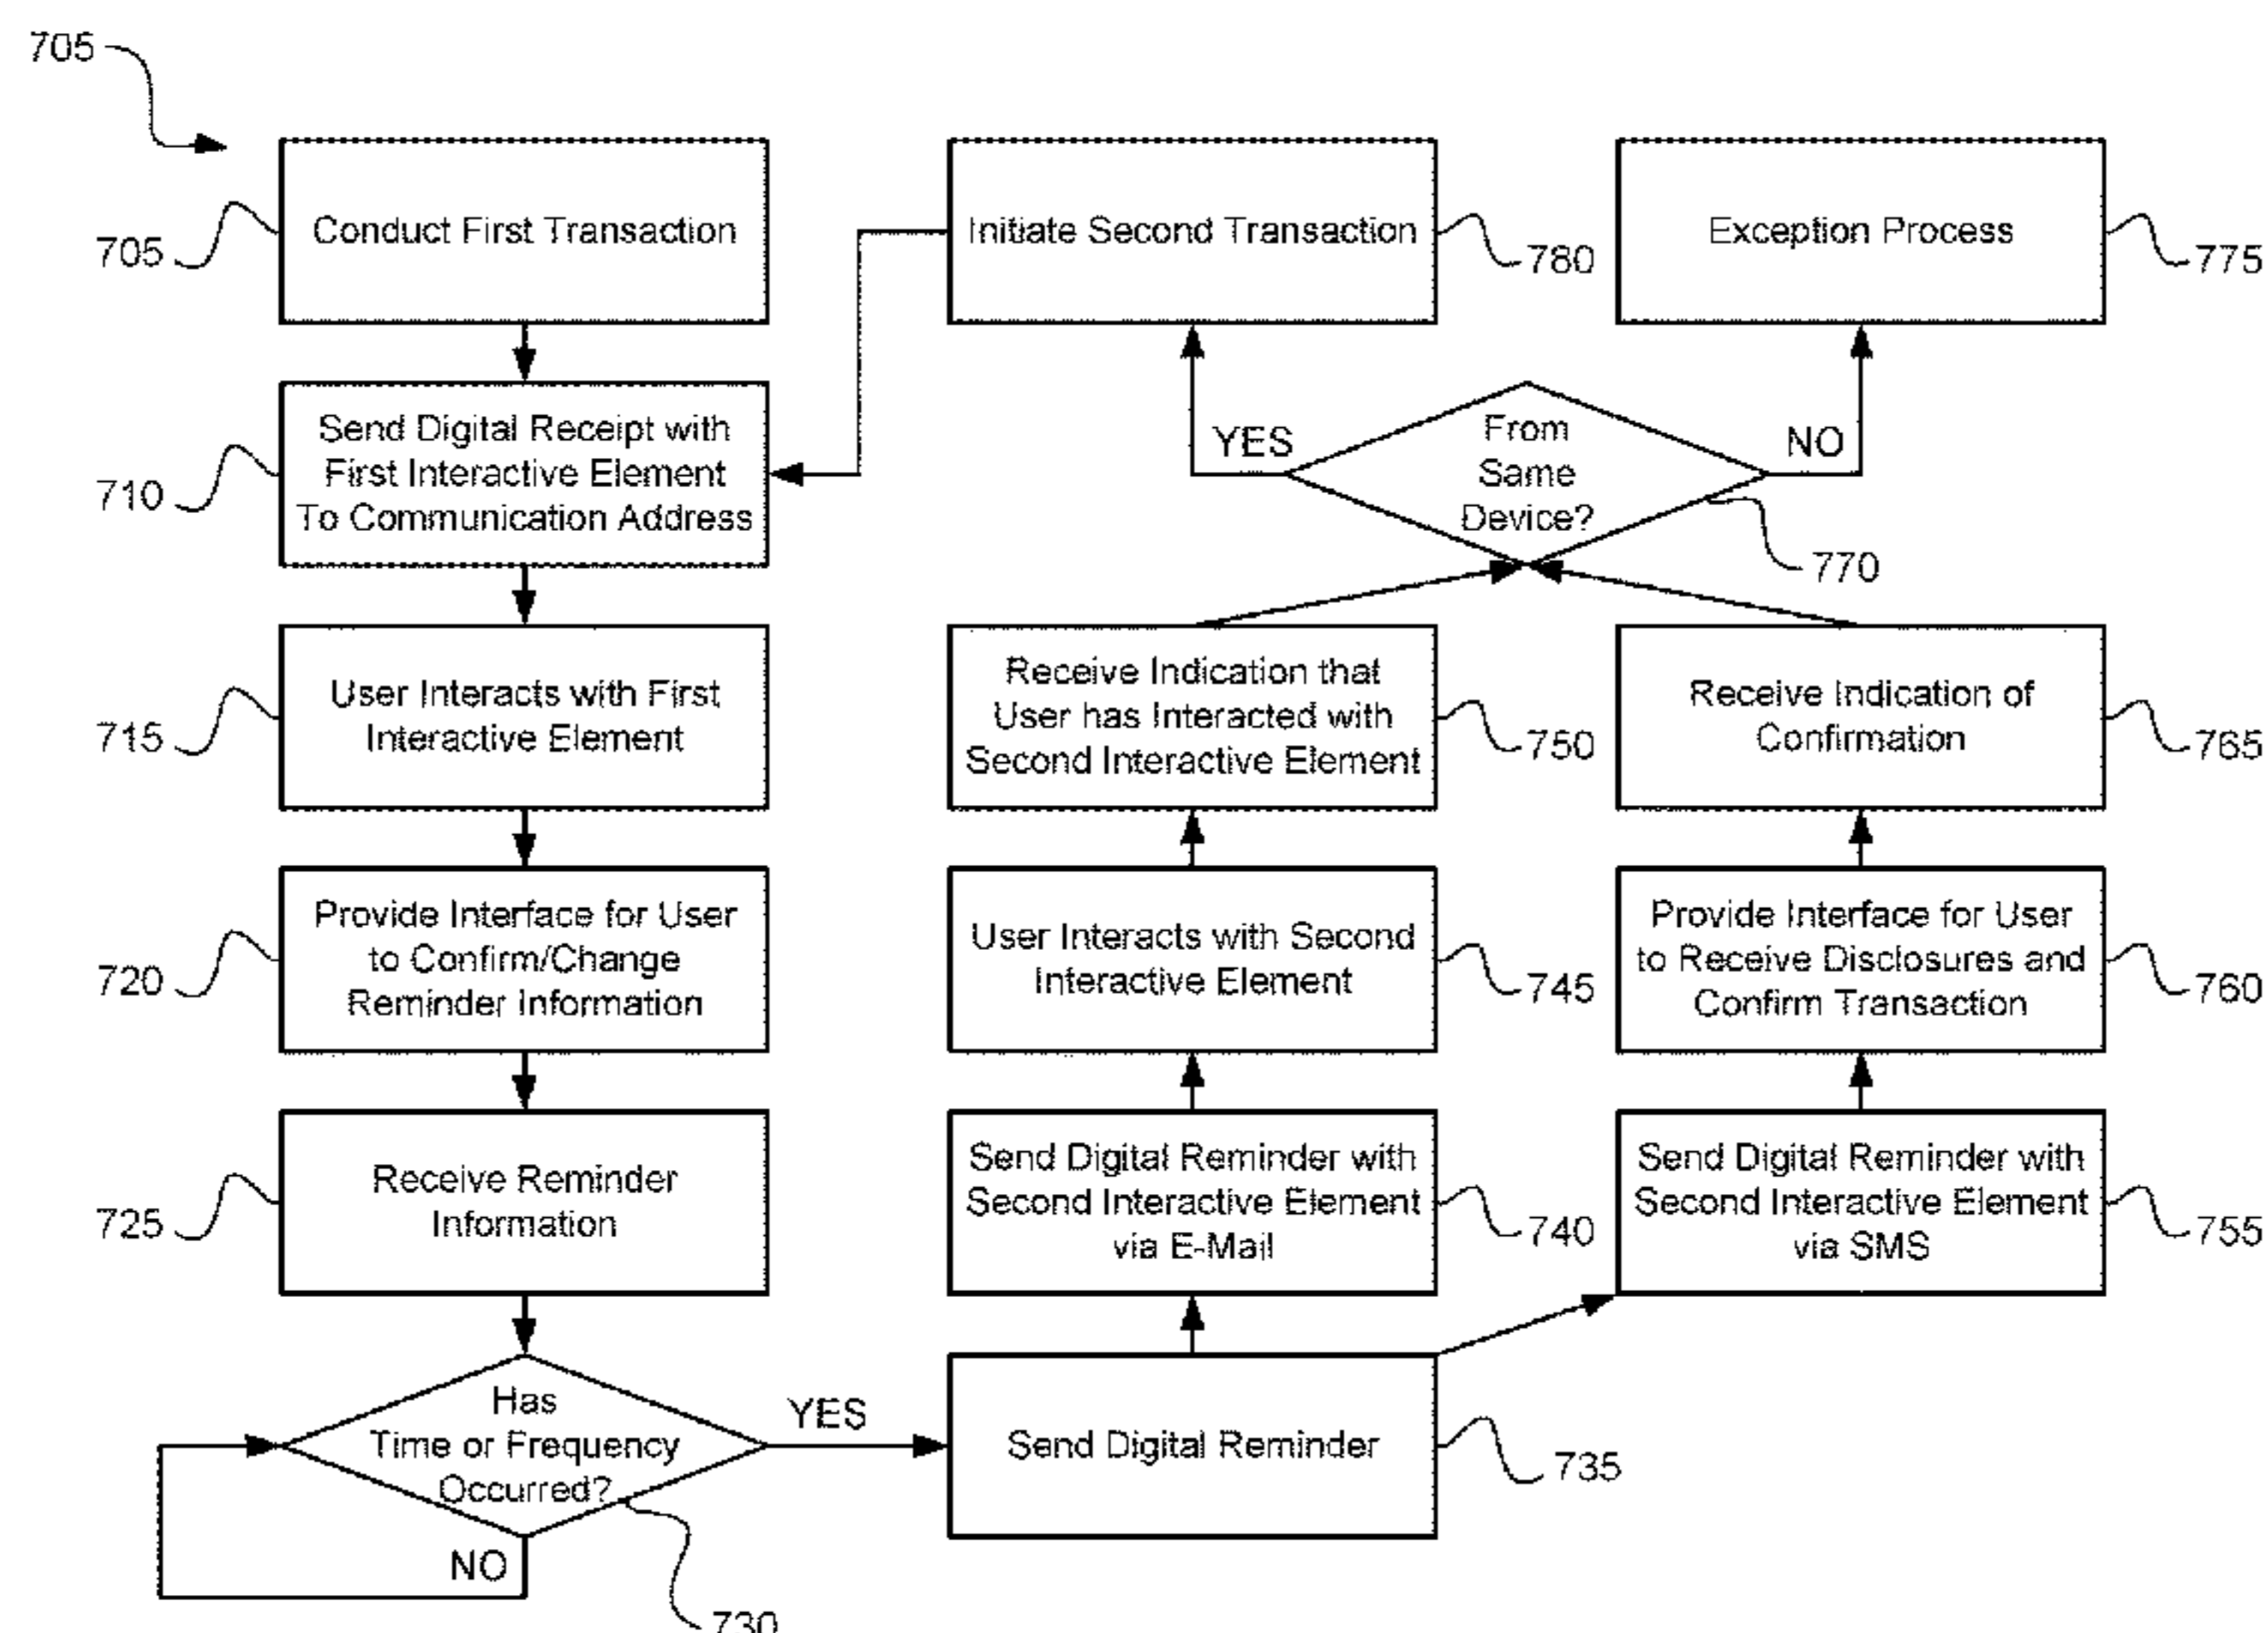 705
Conduct First Transaction
705
Initiate Second Transaction
780
Exception Process
775
Send Digital Receipt with
First Interactive Element
To Communication Address
710
YES
From
Same
Device?
NO
770
User Interacts with First
Interactive Element
715
Receive Indication that
User has Interacted with
Second Interactive Element
750
Receive Indication of
Confirmation
765
Provide Interface for User
to Confirm/Change
Reminder Information
720
User Interacts with Second
Interactive Element
745
Provide Interface for User
to Receive Disclosures and
Confirm Transaction
760
Receive Reminder
Information
725
Send Digital Reminder with
Second Interactive Element
via E-Mail
740
Send Digital Reminder with
Second Interactive Element
via SMS
755
Has
Time or Frequency
Occurred?
YES
NO
730
Send Digital Reminder
735